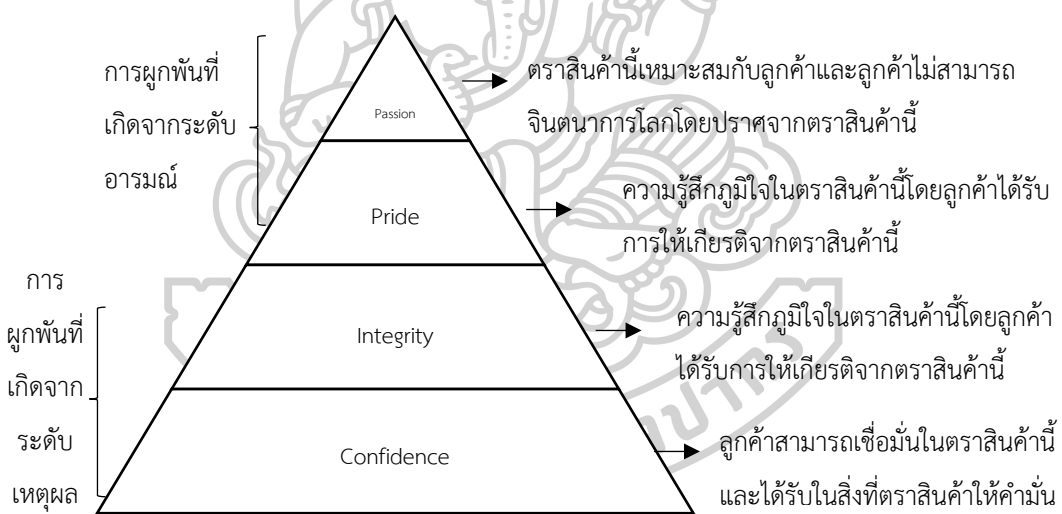 การผูกพันที่
เกิดจากระดับ
อารมณ์
Passion
ตราสินค้านี้เหมาะสมกับลูกค้าและลูกค้าไม่สามารถ
จินตนาการโลกโดยปราศจากตราสินค้านี้
Pride
ความรู้สึกภูมิใจในตราสินค้านี้โดยลูกค้าได้รับ
การให้เกียรติจากตราสินค้านี้
การ
ผูกพันที่
เกิดจาก
ระดับ
เหตุผล
Integrity
ความรู้สึกภูมิใจในตราสินค้านี้โดยลูกค้า
ได้รับการให้เกียรติจากตราสินค้านี้
Confidence
ลูกค้าสามารถเชื่อมั่นในตราสินค้านี้
และได้รับในสิ่งที่ตราสินค้าให้คำมั่น